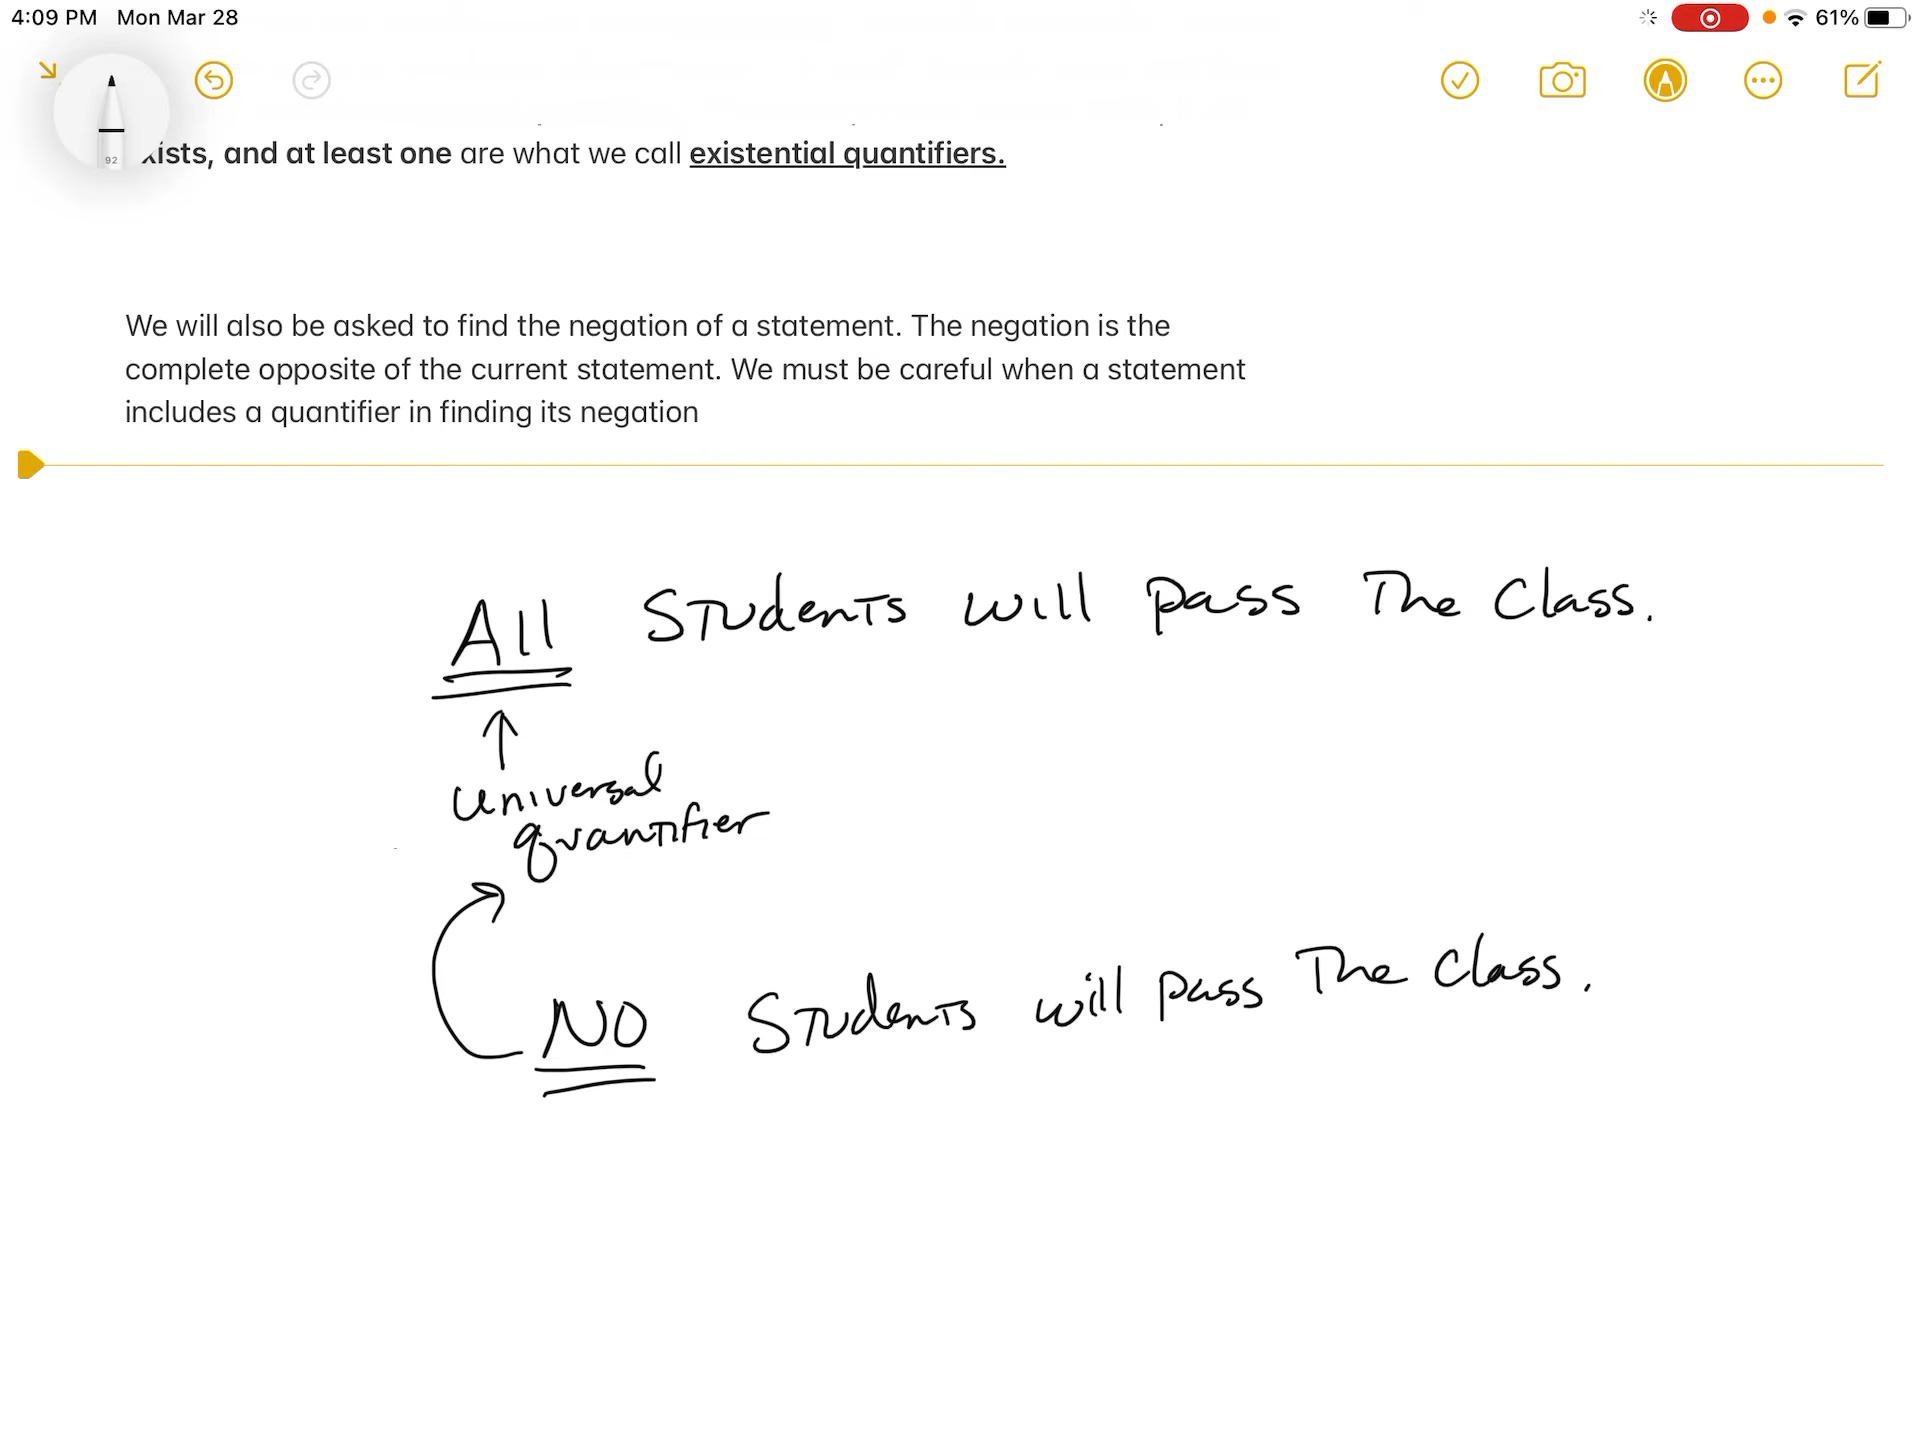 4:09 PM Mon Mar 28
61%
92
xists, and at least one are what we call existential quantifiers.
We will also be asked to find the negation of a statement. The negation is the
complete opposite of the current statement. We must be careful when a statement
includes a quantifier in finding its negation
All Students will pass The Class.
universal
quantifier
NO Students will pass The Class.